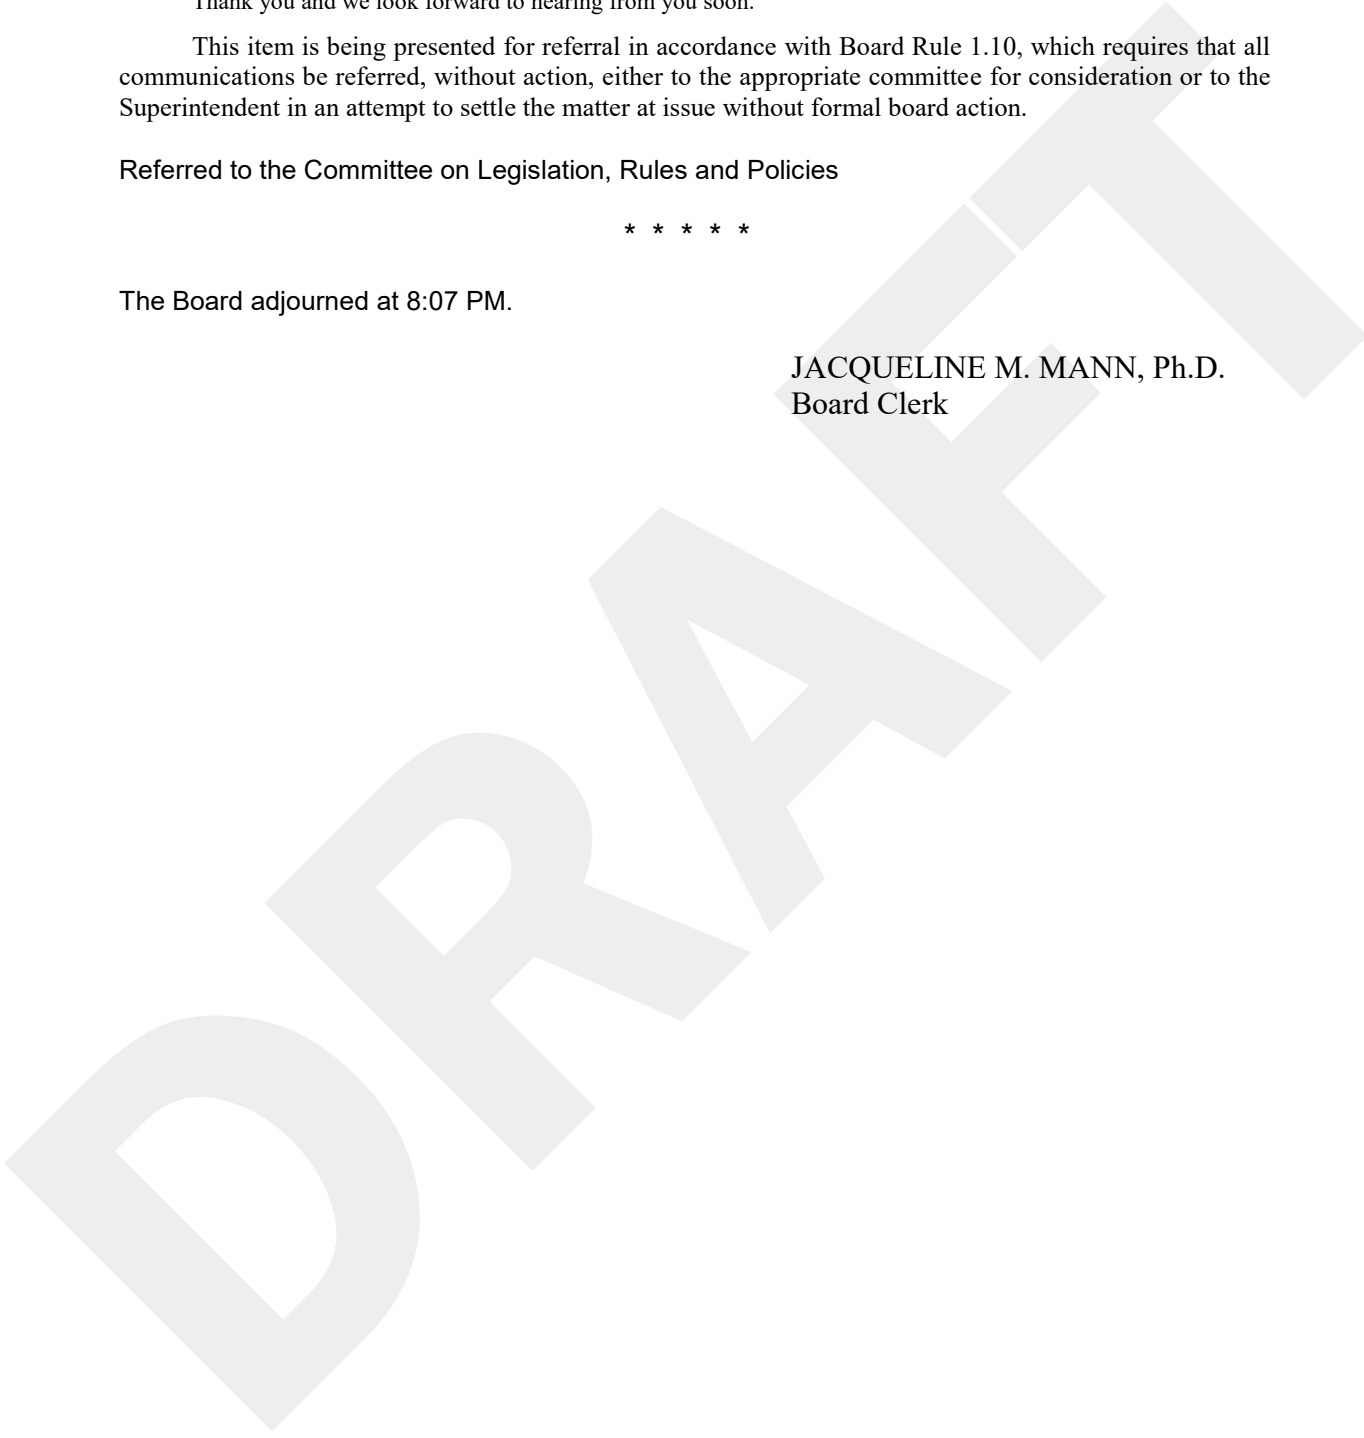 Thank you and we look forward to hearing from you soon.
This item is being presented for referral in accordance with Board Rule 1.10, which requires that all
communications be referred, without action, either to the appropriate committee for consideration or to the
Superintendent in an attempt to settle the matter at issue without formal board action.
Referred to the Committee on Legislation, Rules and Policies
* * * * *
The Board adjourned at 8:07 PM.
JACQUELINE M. MANN, Ph.D.
Board Clerk
DRAFT